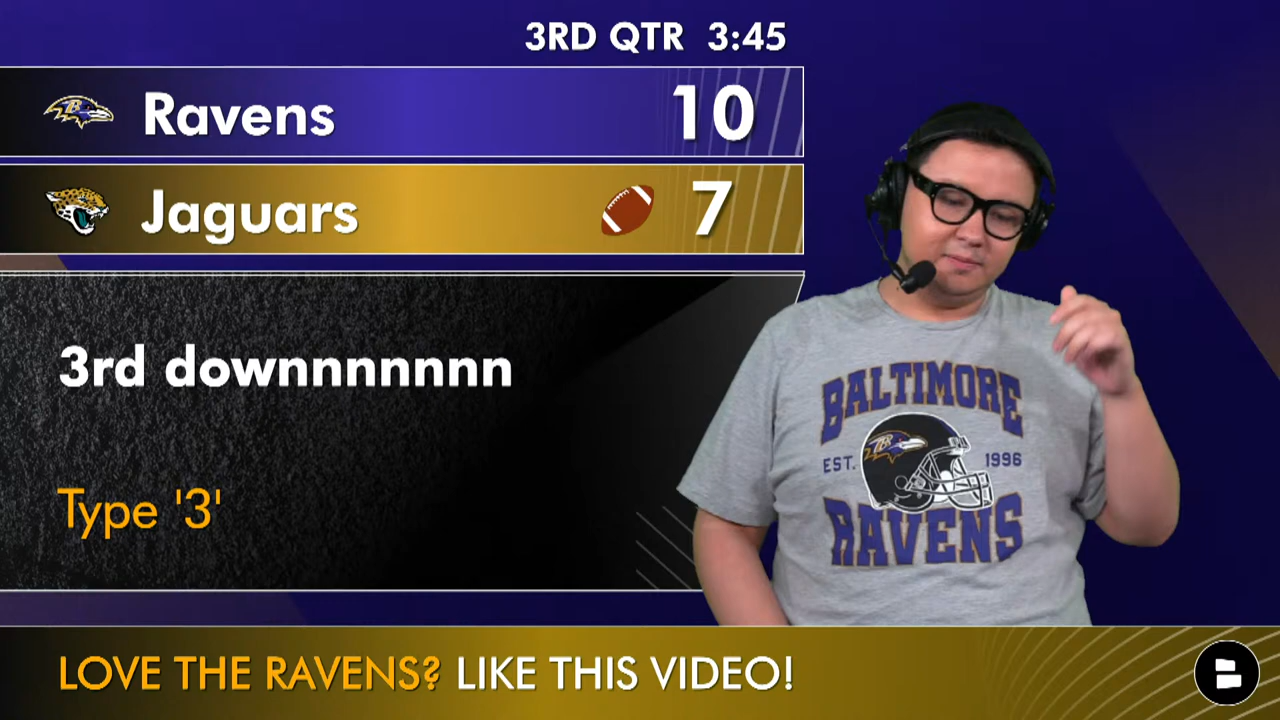 3RD QTR 3:45
Ravens 10
Jaguars 7
3rd downnnnnnn
Type '3'
BALTIMORE
EST. 1996
RAVENS
LOVE THE RAVENS? LIKE THIS VIDEO!